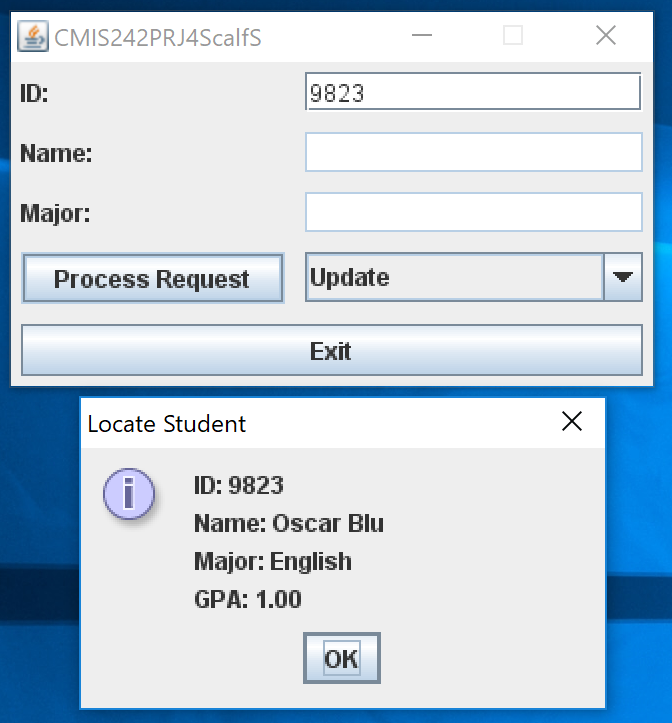 CMIS242PRJ4ScalfS
ID: 9823
Name:
Major:
Process Request Update
Exit
Locate Student
i
ID: 9823
Name: Oscar Blu
Major: English
GPA: 1.00
OK